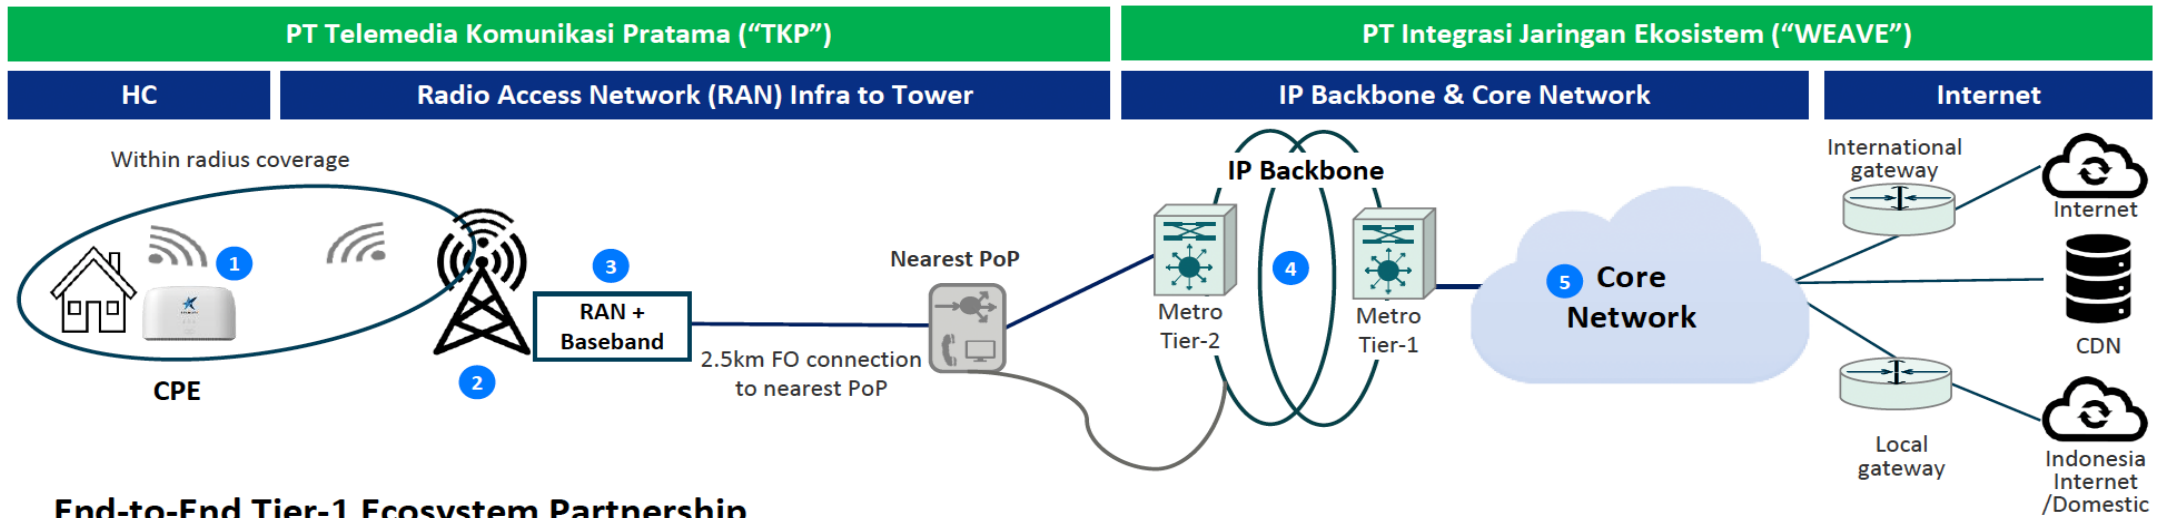 PT Telemedia Komunikasi Pratama (“TKP”)
PT Integrasi Jaringan Ekosistem (“WEAVE”)
HC
Radio Access Network (RAN) Infra to Tower
IP Backbone & Core Network
Internet
Within radius coverage
1
CPE
2
3
RAN +
Baseband
2.5km FO connection
to nearest PoP
Nearest PoP
IP Backbone
Metro
Tier-2
4
Metro
Tier-1
5
Core
Network
International
gateway
Internet
CDN
Local
gateway
Indonesia
Internet
/Domestic
End-to-End Tier-1 Ecosystem Partnership